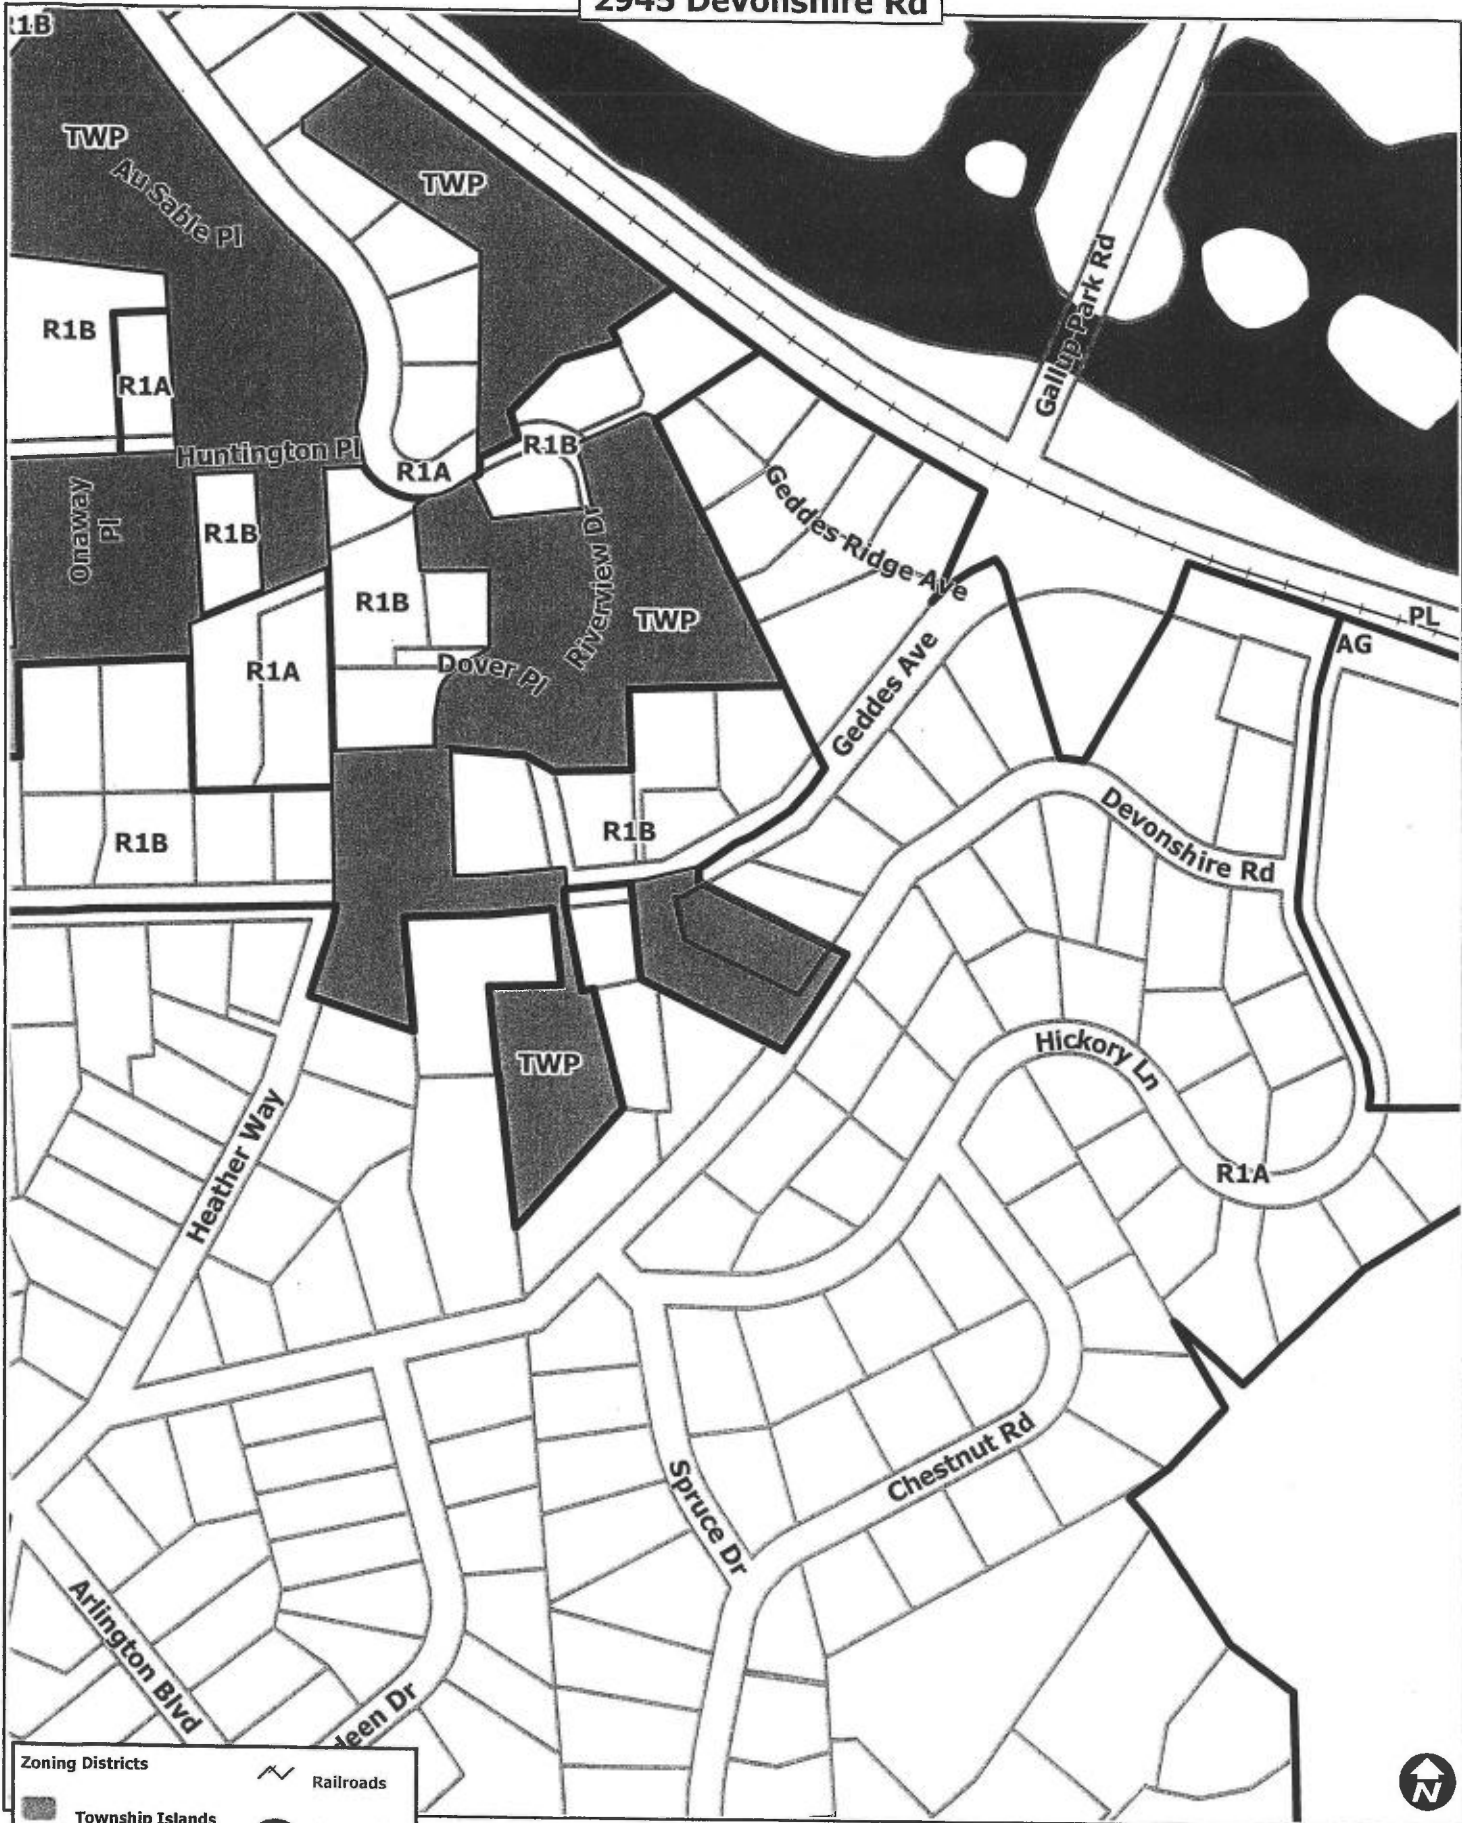 2945 Devonshire Rd
R1B
TWP
Au Sable Pl
TWP
Gallup Park Rd
R1B
R1A
Huntington Pl
R1A
R1B
Geddes Ridge Ave
Onaway
Pl
R1B
R1B
Riverview Dr
TWP
PL
AG
R1A
Dover Pl
Geddes Ave
R1B
R1B
Devonshire Rd
TWP
Hickory Ln
Heather Way
R1A
Chestnut Rd
Spruce Dr
Arlington Blvd
deen Dr
Zoning Districts
Railroads
Township Islands
N